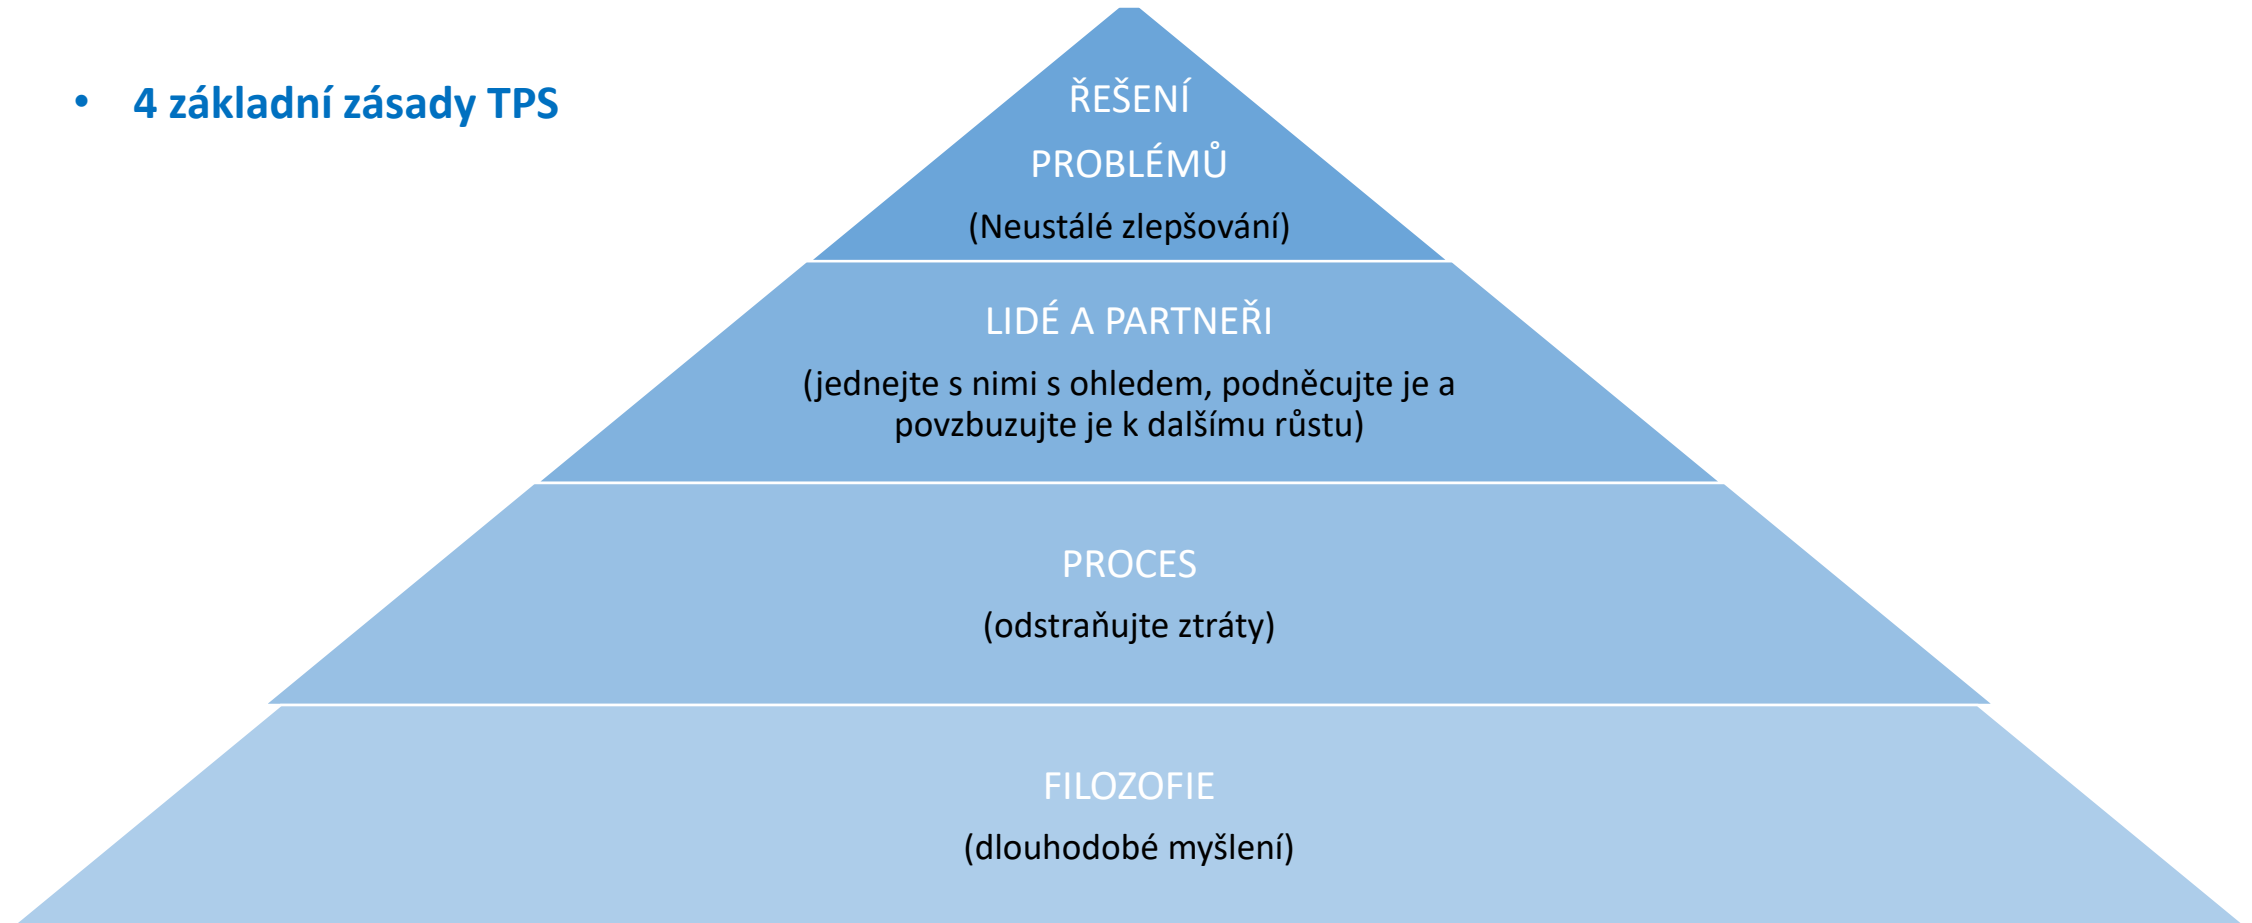 • 4 základní zásady TPS
ŘEŠENÍ
PROBLÉMŮ
(Neustálé zlepšování)
LIDÉ A PARTNEŘI
(jednejte s nimi s ohledem, podněcujte je a
povzbuzujte je k dalšímu růstu)
PROCES
(odstraňujte ztráty)
FILOZOFIE
(dlouhodobé myšlení)